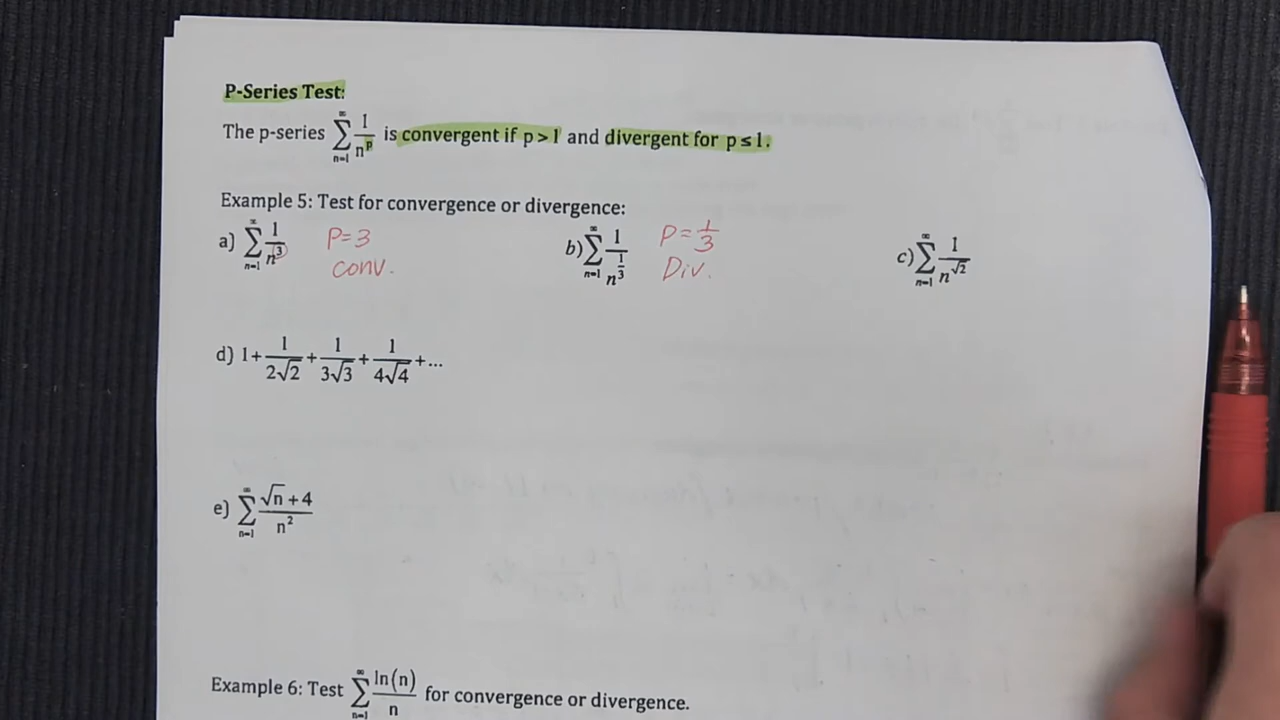 P-Series Test:
The p-series ∑_{n=1}^{∞} 1/n^p is convergent if p > 1 and divergent for p ≤ 1.
Example 5: Test for convergence or divergence:
a) ∑_{n=1}^{∞} 1/n^3 P=3 conv. b) ∑_{n=1}^{∞} 1/n^{1/3} P=1/3 Div. c) ∑_{n=1}^{∞} 1/n^{√2}
d) 1 + 1/(2√2) + 1/(3√3) + 1/(4√4) + ...
e) ∑_{n=1}^{∞} (√n + 4)/n^2
Example 6: Test ∑_{n=1}^{∞} ln(n)/n for convergence or divergence.